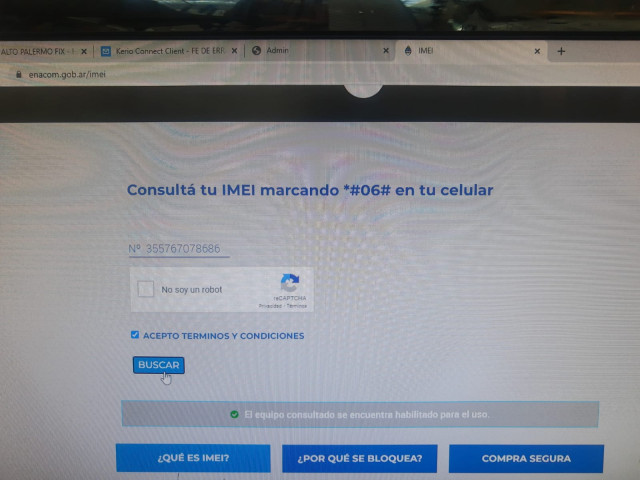 ALTO PALERMO FIX -
Kerio Connect Client - FE DE ERR
Admin
IMEI
enacom.gob.ar/imei
Consultá tu IMEI marcando *#06# en tu celular
Nº 355767078686
No soy un robot
reCAPTCHA
Privacidad - Términos
ACEPTO TERMINOS Y CONDICIONES
BUSCAR
El equipo consultado se encuentra habilitado para el uso.
¿QUÉ ES IMEI?
¿POR QUÉ SE BLOQUEA?
COMPRA SEGURA